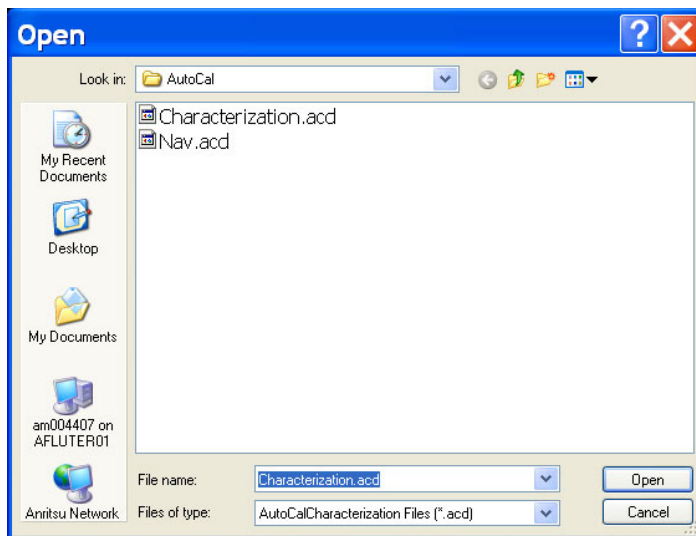 Open
Look in:
AutoCal
Characterization.acd
Nav.acd
My Recent
Documents
Desktop
My Documents
am004407 on
AFLUTER01
Anritsu Network
File name:
Characterization.acd
Open
Files of type:
AutoCalCharacterization Files (*.acd)
Cancel